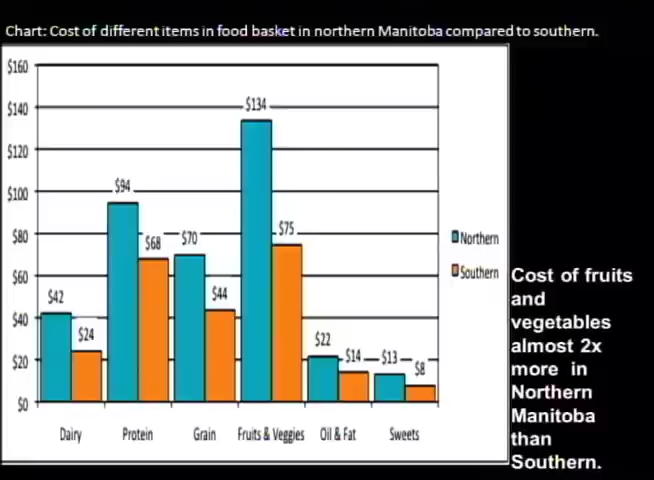 Chart: Cost of different items in food basket in northern Manitoba compared to southern.
$160
$140
$120
$100
$80
$60
$40
$20
$0
$42
$24
$94
$68
$70
$44
$134
$75
$22
$14
$13
$8
Dairy
Protein
Grain
Fruits & Veggies
Oil & Fat
Sweets
Northern
Southern
Cost of fruits
and
vegetables
almost 2x
more in
Northern
Manitoba
than
Southern.